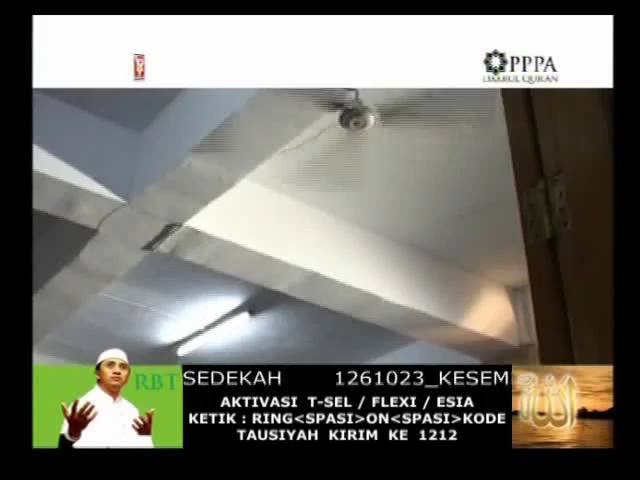 PPPA
DAARUL QURAN
RBT
SEDEKAH 1261023_KESEM
AKTIVASI T-SEL / FLEXI / ESIA
KETIK : RING<SPASI>ON<SPASI>KODE
TAUSIYAH KIRIM KE 1212
الله